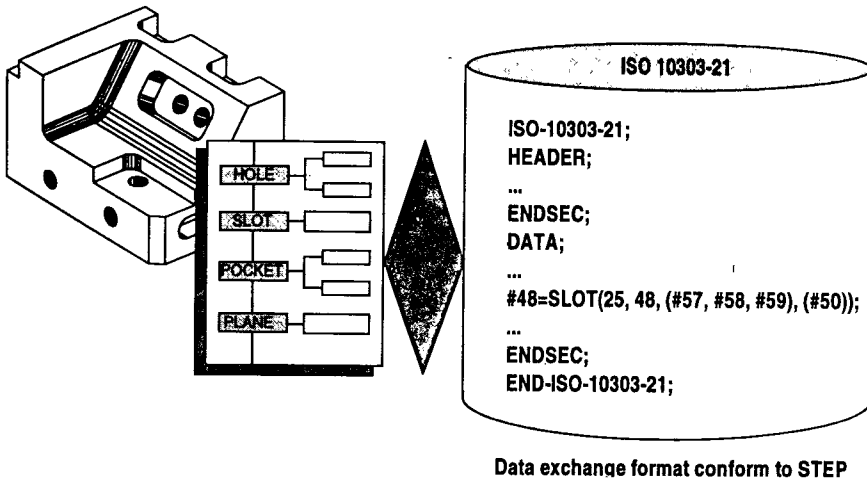 HOLE
SLOT
POCKET
PLANE
ISO 10303-21
ISO-10303-21;
HEADER;
...
ENDSEC;
DATA;
...
#48=SLOT(25, 48, (#57, #58, #59), (#50));
...
ENDSEC;
END-ISO-10303-21;
Data exchange format conform to STEP